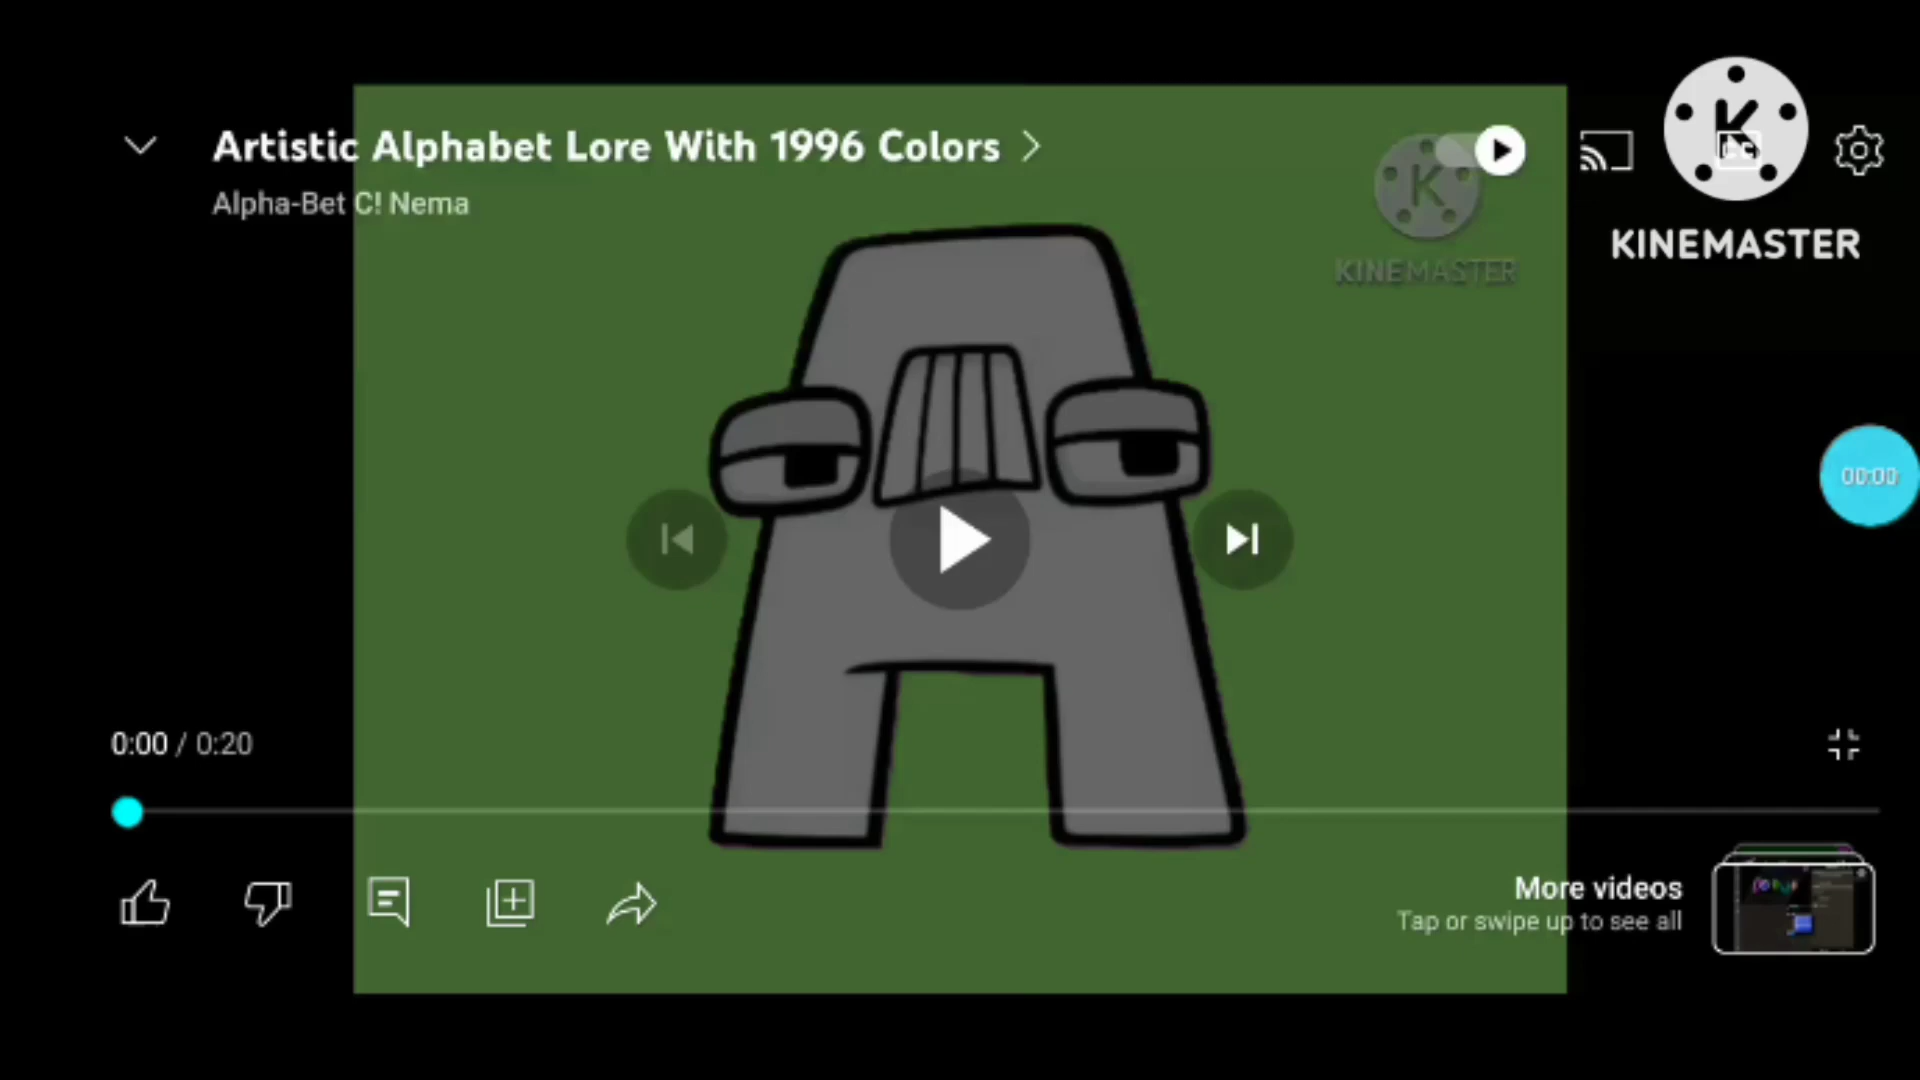 Artistic Alphabet Lore With 1996 Colors
Alpha-Bet C! Nema
K
KINEMASTER
K
CC
KINEMASTER
00:00
0:00 / 0:20
More videos
Tap or swipe up to see all